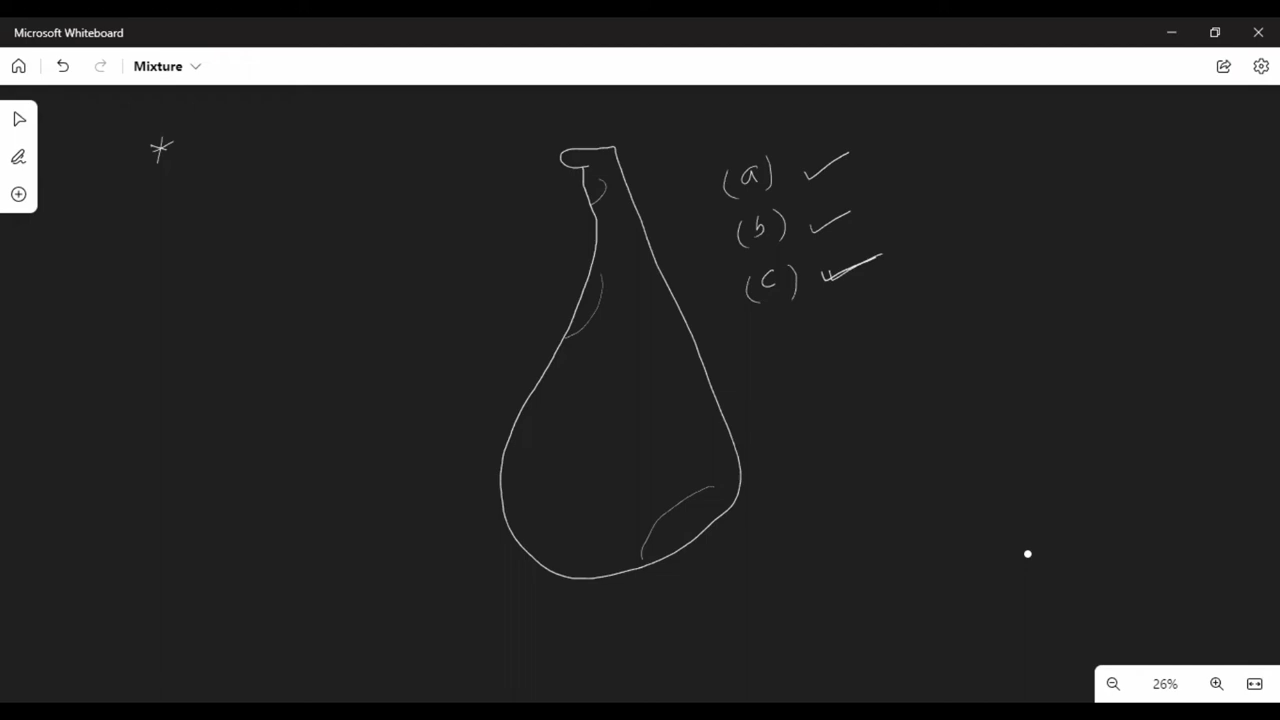 Microsoft Whiteboard
Mixture
*
(a) ✓
(b) ✓
(c) ✓
26%